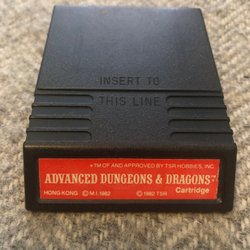 INSERT TO
THIS LINE
*TM OF AND APPROVED BY TSR HOBBIES, INC.
ADVANCED DUNGEONS & DRAGONS™*
Cartridge
HONG KONG © M.I. 1982 © 1982 TSR